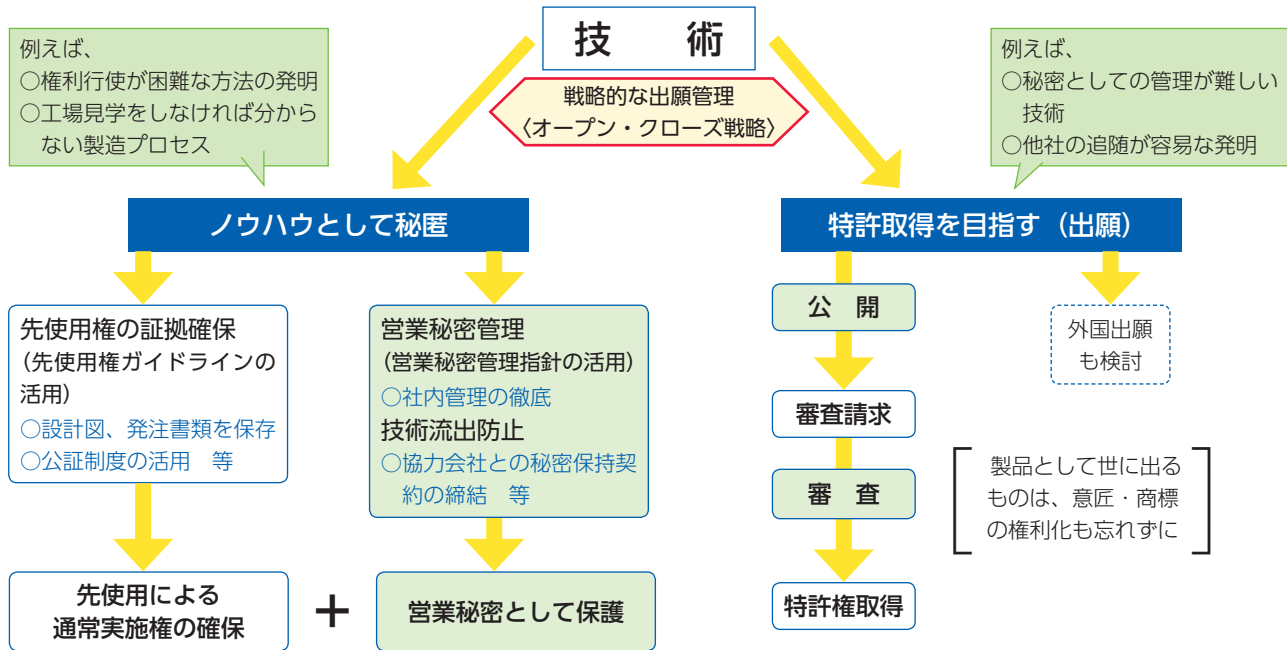 技　術
戦略的な出願管理
〈オープン・クローズ戦略〉
例えば、
○権利行使が困難な方法の発明
○工場見学をしなければ分から
ない製造プロセス
例えば、
○秘密としての管理が難しい
技術
○他社の追随が容易な発明
ノウハウとして秘匿
先使用権の証拠確保
(先使用権ガイドラインの
活用)
○設計図、発注書類を保存
○公証制度の活用　等
先使用による
通常実施権の確保
+
営業秘密管理
(営業秘密管理指針の活用)
○社内管理の徹底
技術流出防止
○協力会社との秘密保持契
約の締結　等
営業秘密として保護
特許取得を目指す（出願）
公　開
審査請求
審　査
特許権取得
外国出願
も検討
製品として世に出る
ものは、意匠・商標
の権利化も忘れずに